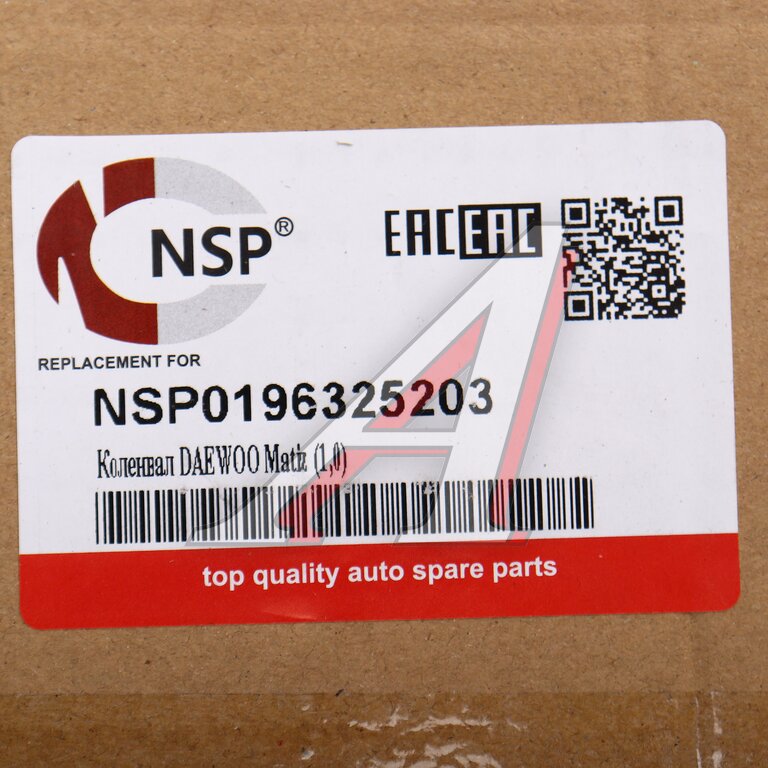 NSP®
EAC EAC
REPLACEMENT FOR
NSP0196325203
Коленвал DAEWOO Matiz (1,0)
top quality auto spare parts